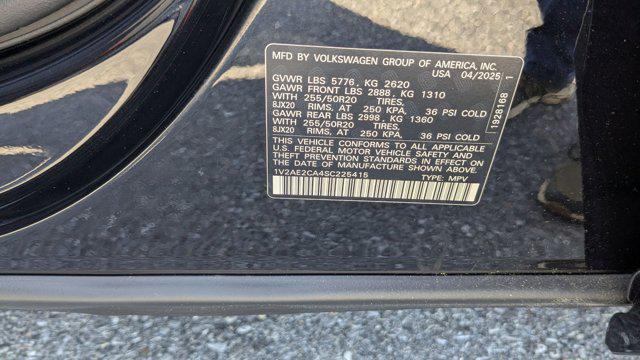 MFD BY VOLKSWAGEN GROUP OF AMERICA, INC.
USA 04/2025
GVWR LBS 5776, KG 2620
GAWR FRONT LBS 2888, KG 1310
WITH 255/50R20 TIRES,
8JX20 RIMS, AT 250 KPA, 36 PSI COLD
GAWR REAR LBS 2998, KG 1360
WITH 255/50R20 TIRES,
8JX20 RIMS, AT 250 KPA, 36 PSI COLD
THIS VEHICLE CONFORMS TO ALL APPLICABLE
U.S. FEDERAL MOTOR VEHICLE SAFETY AND
THEFT PREVENTION STANDARDS IN EFFECT ON
THE DATE OF MANUFACTURE SHOWN ABOVE.
1V2AE2CA4SC225415 TYPE: MPV
1928168 1